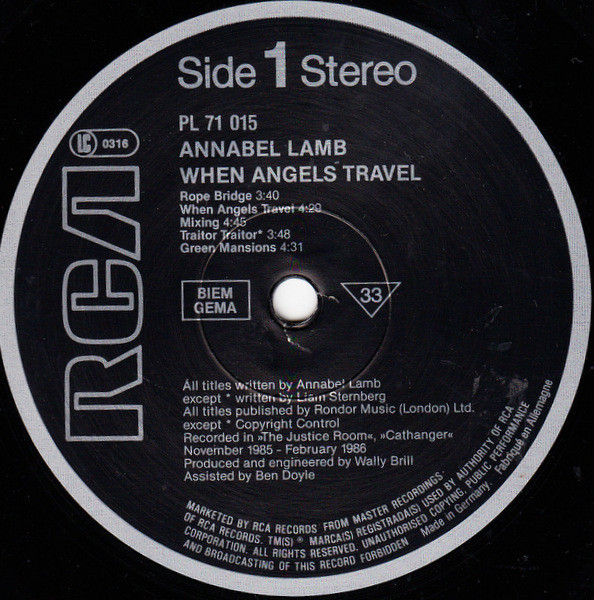 Side 1 Stereo
PL 71 015
LC 0316
ANNABEL LAMB
WHEN ANGELS TRAVEL
Rope Bridge 3:40
When Angels Travel 4:20
Mixing 4:45
Traitor Traitor* 3:48
Green Mansions 4:31
RCA
BIEM
GEMA
33
All titles written by Annabel Lamb
except * written by Liam Sternberg
All titles published by Rondor Music (London) Ltd.
except * Copyright Control
Recorded in »The Justice Room«, »Cathanger«
November 1985 - February 1986
Produced and engineered by Wally Brill
Assisted by Ben Doyle
MARKETED BY RCA RECORDS FROM MASTER RECORDINGS
OF RCA RECORDS. TM(S) ® MARCA(S) REGISTRADA(S) USED BY AUTHORITY OF RCA
CORPORATION. ALL RIGHTS RESERVED. UNAUTHORISED COPYING, PUBLIC PERFORMANCE
AND BROADCASTING OF THIS RECORD FORBIDDEN
Made in Germany.
Fabriqué en Allemagne